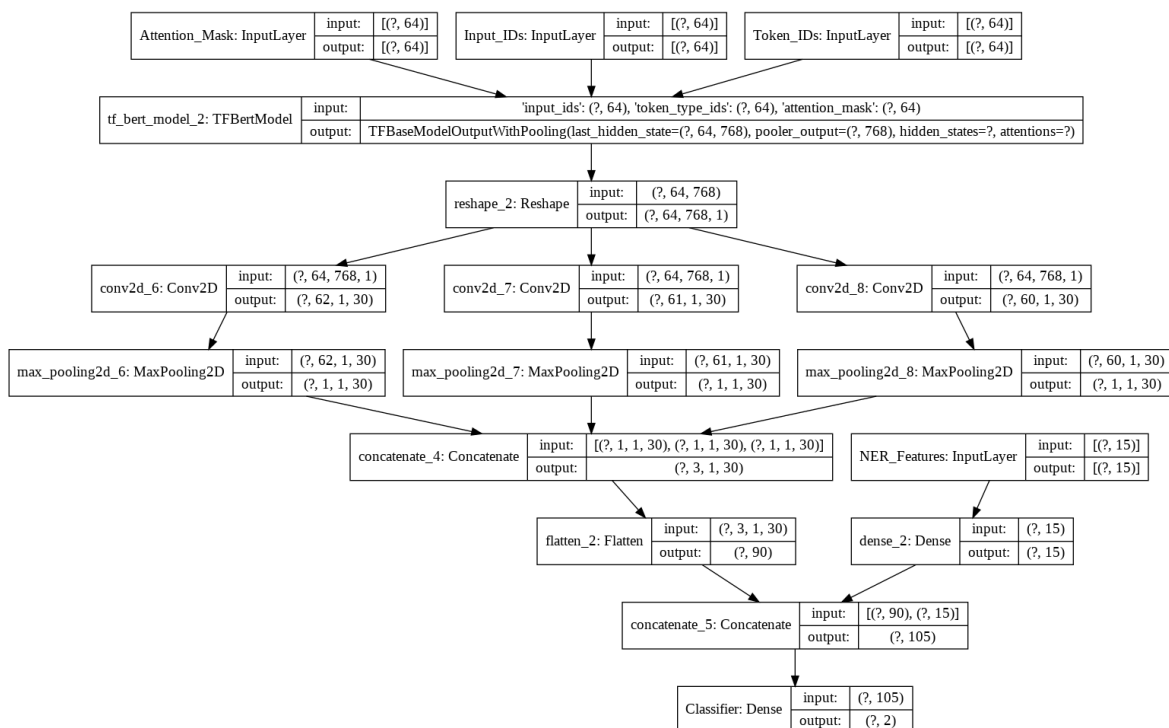 Attention_Mask: InputLayer
input: [(?, 64)]
output: [(?, 64)]
Input_IDs: InputLayer
input: [(?, 64)]
output: [(?, 64)]
Token_IDs: InputLayer
input: [(?, 64)]
output: [(?, 64)]
tf_bert_model_2: TFBertModel
input: 'input_ids': (?, 64), 'token_type_ids': (?, 64), 'attention_mask': (?, 64)
output: TFBaseModelOutputWithPooling(last_hidden_state=(?, 64, 768), pooler_output=(?, 768), hidden_states=?, attentions=?)
reshape_2: Reshape
input: (?, 64, 768)
output: (?, 64, 768, 1)
conv2d_6: Conv2D
input: (?, 64, 768, 1)
output: (?, 62, 1, 30)
conv2d_7: Conv2D
input: (?, 64, 768, 1)
output: (?, 61, 1, 30)
conv2d_8: Conv2D
input: (?, 64, 768, 1)
output: (?, 60, 1, 30)
max_pooling2d_6: MaxPooling2D
input: (?, 62, 1, 30)
output: (?, 1, 1, 30)
max_pooling2d_7: MaxPooling2D
input: (?, 61, 1, 30)
output: (?, 1, 1, 30)
max_pooling2d_8: MaxPooling2D
input: (?, 60, 1, 30)
output: (?, 1, 1, 30)
concatenate_4: Concatenate
input: [(?, 1, 1, 30), (?, 1, 1, 30), (?, 1, 1, 30)]
output: (?, 3, 1, 30)
NER_Features: InputLayer
input: [(?, 15)]
output: [(?, 15)]
flatten_2: Flatten
input: (?, 3, 1, 30)
output: (?, 90)
dense_2: Dense
input: (?, 15)
output: (?, 15)
concatenate_5: Concatenate
input: [(?, 90), (?, 15)]
output: (?, 105)
Classifier: Dense
input: (?, 105)
output: (?, 2)